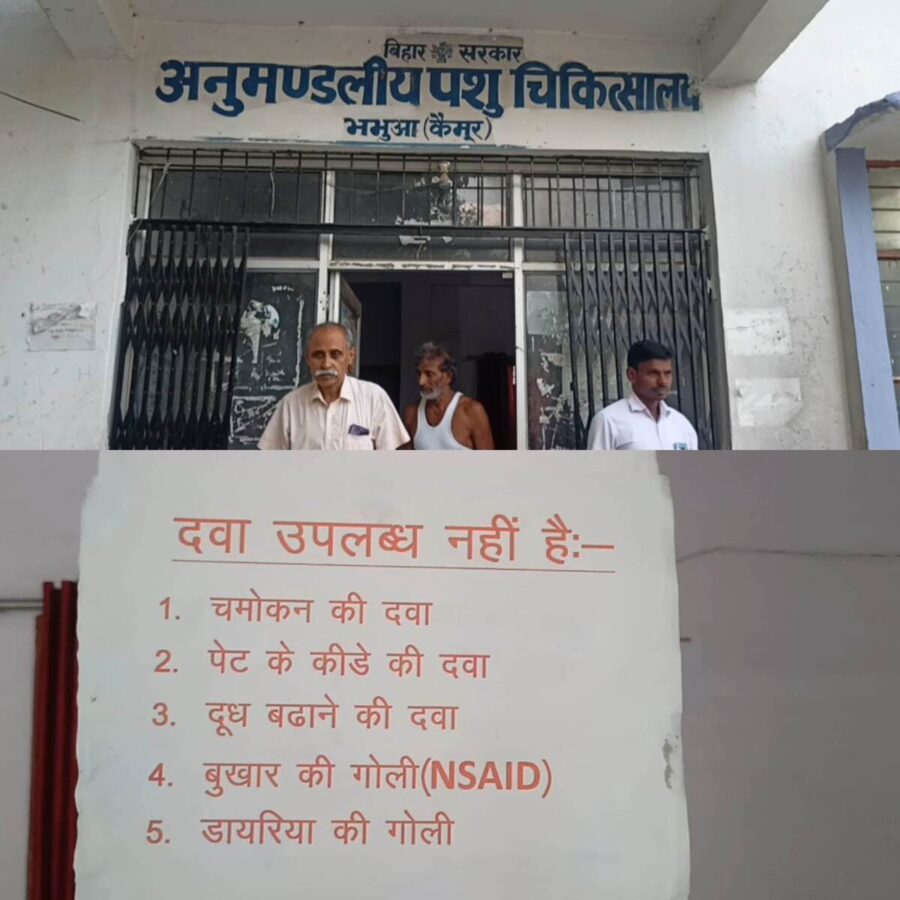 बिहार सरकार
अनुमण्डलीय पशु चिकित्सालय
भभुआ (कैमूर)
दवा उपलब्ध नहीं है:–
1. चमोकन की दवा
2. पेट के कीडे की दवा
3. दूध बढाने की दवा
4. बुखार की गोली(NSAID)
5. डायरिया की गोली